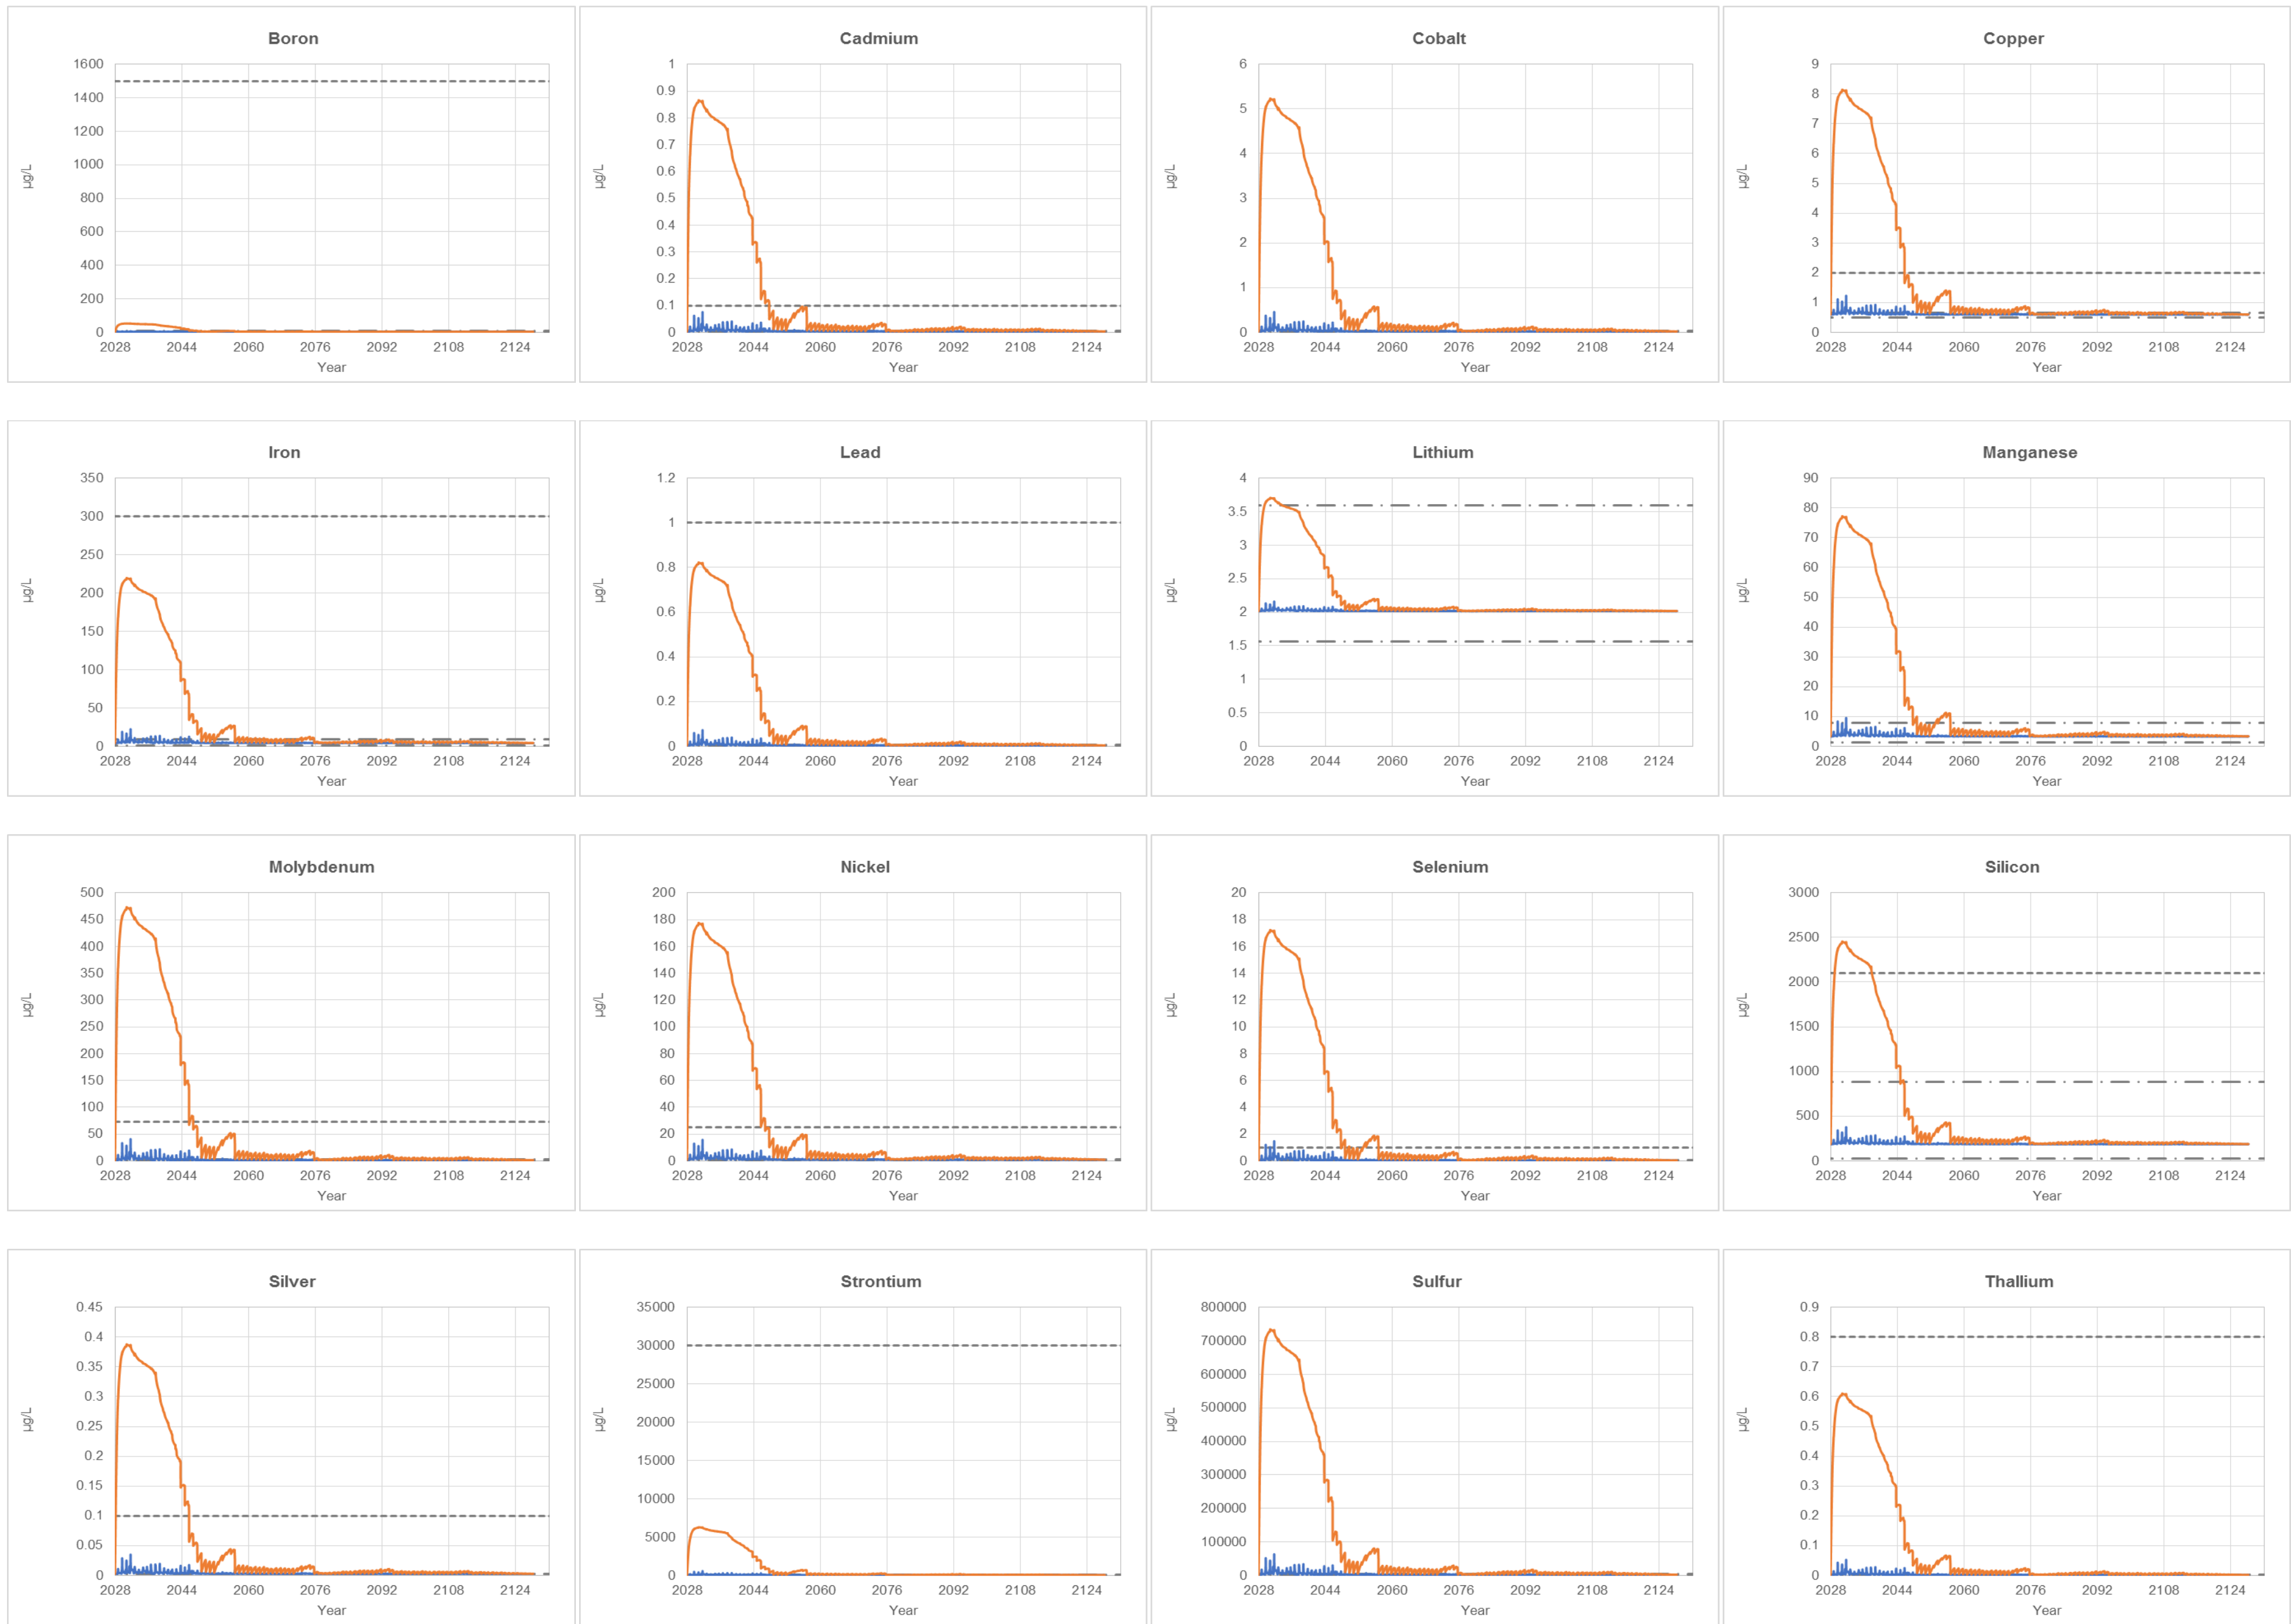 Boron Cadmium Cobalt Copper
1600 1 6 9
1400 0.9 5 8
1200 0.8 4 7
1000 0.7 3 6
800 0.6 2 5
600 0.5 1 4
400 0.4 0 3
200 0.3 2
0 0.2 1
0.1 0
0
µg/L µg/L µg/L µg/L
2028 2044 2060 2076 2092 2108 2124 2028 2044 2060 2076 2092 2108 2124 2028 2044 2060 2076 2092 2108 2124 2028 2044 2060 2076 2092 2108 2124
Year Year Year Year
Iron Lead Lithium Manganese
350 1.2 4 90
300 1 3.5 80
250 0.8 3 70
200 0.6 2.5 60
150 0.4 2 50
100 0.2 1.5 40
50 0 1 30
0 0.5 20
0 10
0
µg/L µg/L µg/L µg/L
2028 2044 2060 2076 2092 2108 2124 2028 2044 2060 2076 2092 2108 2124 2028 2044 2060 2076 2092 2108 2124 2028 2044 2060 2076 2092 2108 2124
Year Year Year Year
Molybdenum Nickel Selenium Silicon
500 200 20 3000
450 180 18 2500
400 160 16 2000
350 140 14 1500
300 120 12 1000
250 100 10 500
200 80 8 0
150 60 6
100 40 4
50 20 2
0 0 0
µg/L µg/L µg/L µg/L
2028 2044 2060 2076 2092 2108 2124 2028 2044 2060 2076 2092 2108 2124 2028 2044 2060 2076 2092 2108 2124 2028 2044 2060 2076 2092 2108 2124
Year Year Year Year
Silver Strontium Sulfur Thallium
0.45 35000 800000 0.9
0.4 30000 700000 0.8
0.35 25000 600000 0.7
0.3 20000 500000 0.6
0.25 15000 400000 0.5
0.2 10000 300000 0.4
0.15 5000 200000 0.3
0.1 0 100000 0.2
0.05 0 0.1
0 0
µg/L µg/L µg/L µg/L
2028 2044 2060 2076 2092 2108 2124 2028 2044 2060 2076 2092 2108 2124 2028 2044 2060 2076 2092 2108 2124 2028 2044 2060 2076 2092 2108 2124
Year Year Year Year